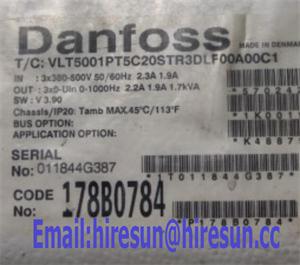 Danfoss
MADE IN DENMARK
T/C: VLT5001PT5C20STR3DLF00A00C1
IN : 3x380-500V 50/60Hz 2.3A 1.9A
OUT : 3x0-Uin 0-1000Hz 2.2A 1.9A 1.7kVA
SW : V 3.90
Chassis/IP20: Tamb MAX.45°C/113°F
BUS OPTION:
APPLICATION OPTION:
SERIAL
No: 011844G387
*1T011844G387*
CODE
No: 178B0784
Email:hiresun@hiresun.cc